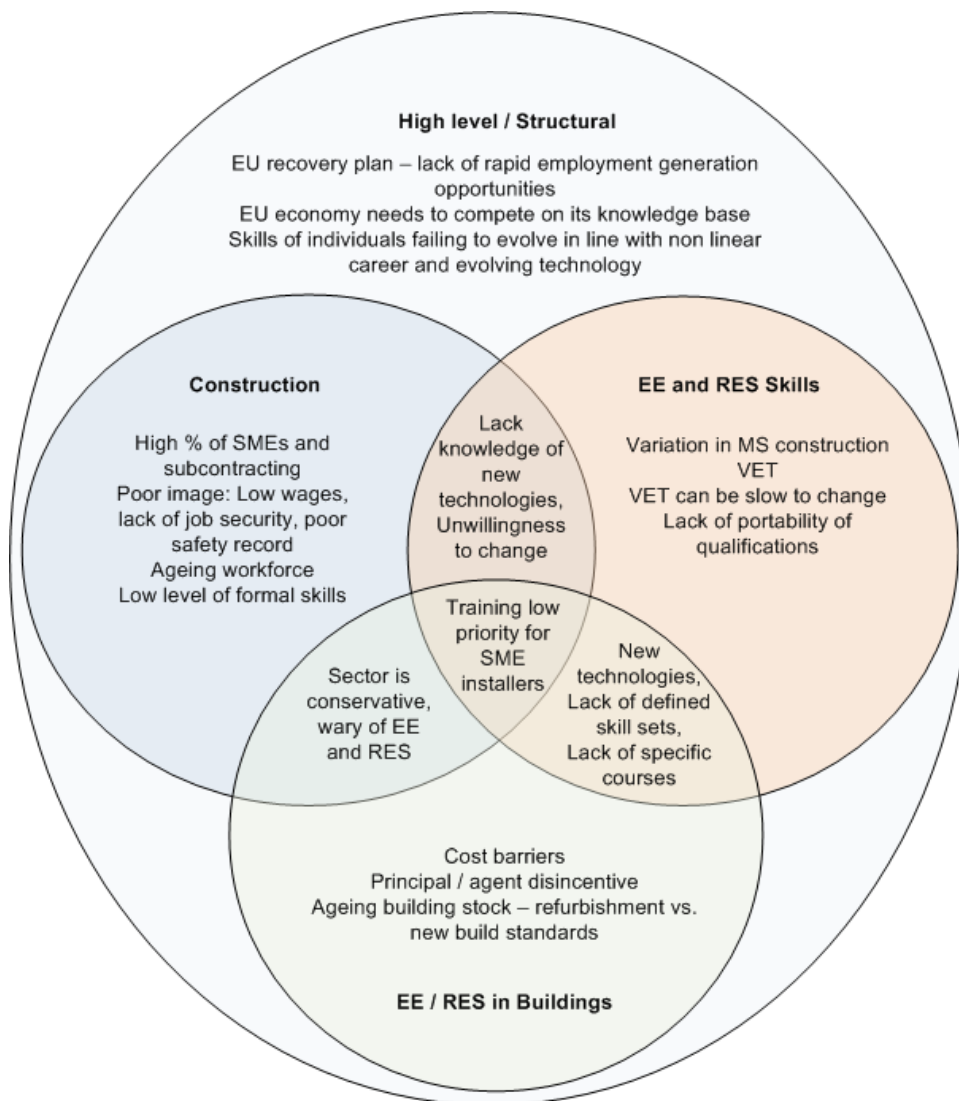 High level / Structural
EU recovery plan – lack of rapid employment generation
opportunities
EU economy needs to compete on its knowledge base
Skills of individuals failing to evolve in line with non linear
career and evolving technology
Construction
High % of SMEs and
subcontracting
Poor image: Low wages,
lack of job security, poor
safety record
Ageing workforce
Low level of formal skills
Lack
knowledge of
new
technologies,
Unwillingness
to change
EE and RES Skills
Variation in MS construction
VET
VET can be slow to change
Lack of portability of
qualifications
Training low
priority for
SME
installers
Sector is
conservative,
wary of EE
and RES
New
technologies,
Lack of defined
skill sets,
Lack of specific
courses
Cost barriers
Principal / agent disincentive
Ageing building stock – refurbishment vs.
new build standards
EE / RES in Buildings